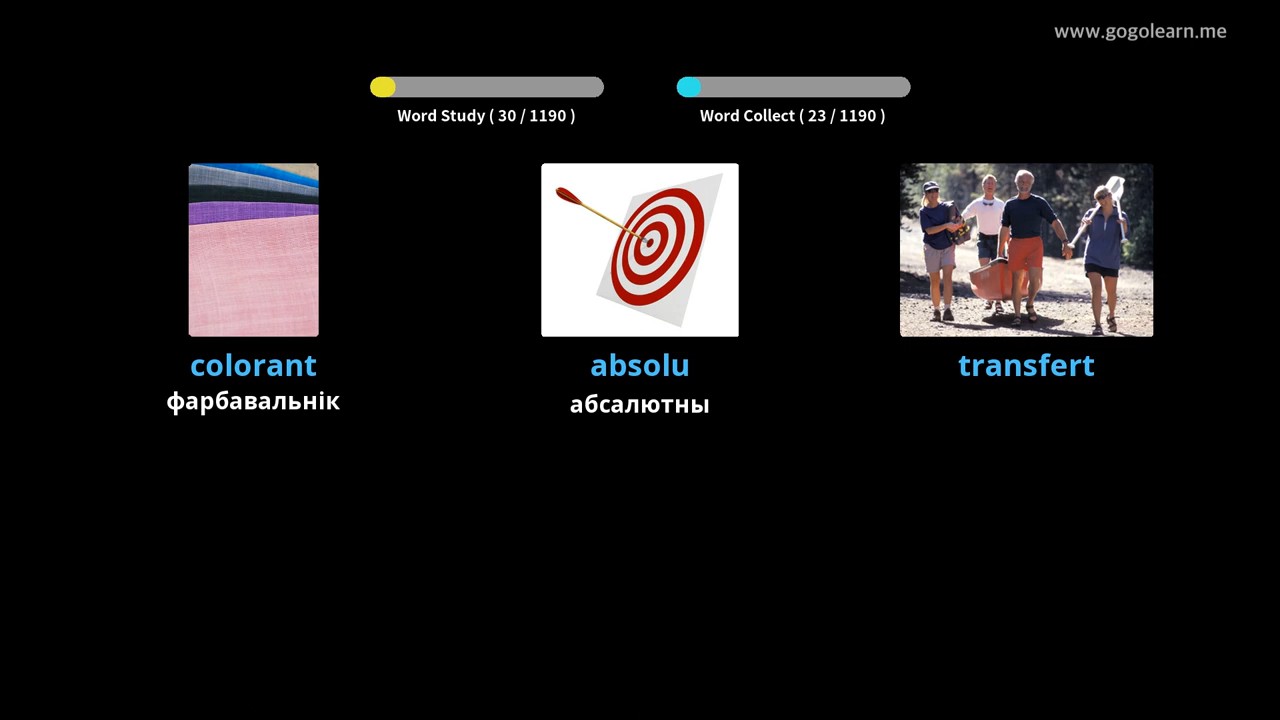 www.gogolearn.me
Word Study ( 30 / 1190 )
Word Collect ( 23 / 1190 )
colorant
absolu
transfert
фарбавальнік
абсалютны